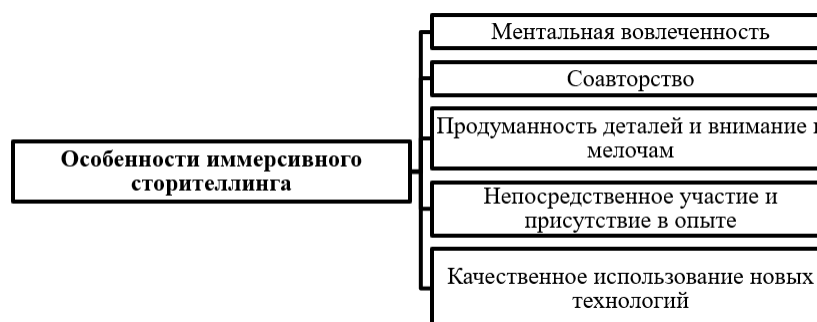 Ментальная вовлеченность
Соавторство
Продуманность деталей и внимание к
мелочам
Особенности иммерсивного
сторителлинга
Непосредственное участие и
присутствие в опыте
Качественное использование новых
технологий